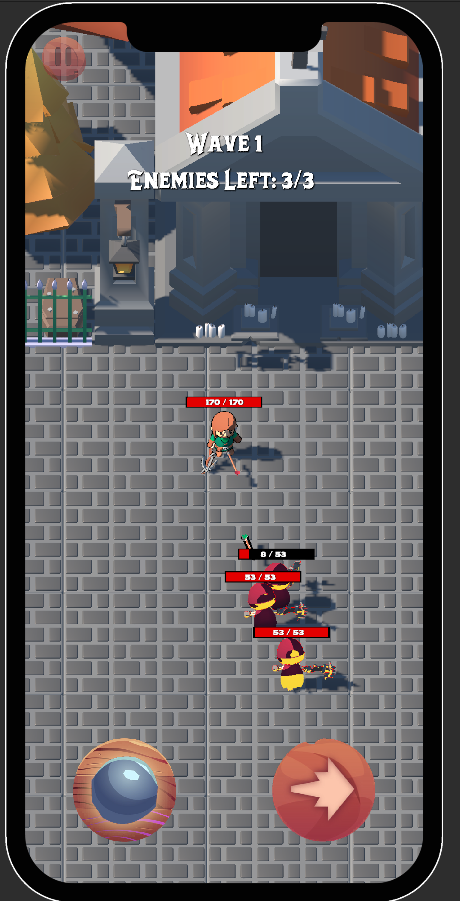 Wave 1
Enemies Left: 3/3
170 / 170
8 / 53
53 / 53
53 / 53